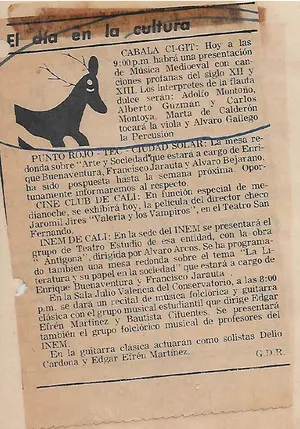 El día en la cultura
CABALA CI-GIT: Hoy a las
9:00 p.m. habrá una presentación
de Música Medioeval con can-
ciones profanas del siglo XII y
XIII. Los interpretes de la flauta
dulce serán: Adolfo Montoño,
Alberto Guzmán y Carlos
Montoya. Marta de Calderón
tocará la viola y Alvaro Gallego
la Percusión
PUNTO ROJO - TEC - CIUDAD SOLAR: La mesa re-
donda sobre "Arte y Sociedad" que estará a cargo de Enri-
que Buenaventura, Francisco Jarauta y Alvaro Bejarano,
ha sido pospuesta hasta la semana próxima. Opor-
tunamente informaremos al respecto.
CINE CLUB DE CALI: En función especial de me-
dianoche, se exhibirá hoy, la película del director checo
Jaromil Jires "Valeria y los Vampiros", en el Teatro San
Fernando.
INEM DE CALI: En la sede del INEM se presentará el
grupo de Teatro Estudio de esa entidad, con la obra
"Antígona", dirigida por Alvaro Arcos. Se ha programa-
do también una mesa redonda sobre el tema "La Li-
teratura y su papel en la sociedad" que estará a cargo de
Enrique Buenaventura y Francisco Jarauta.
En la Sala Julio Valencia del Conservatorio, a las 8:00
p.m. se dará un recital de música folclórica y guitarra
clásica con el grupo musical estudiantil que dirige Edgar
Efrén Martínez y Bautista Cifuentes. Se presentará
también el grupo folclórico musical de profesores del
INEM.
En la guitarra clásica actuarán como solistas Delio
Cardona y Edgar Efrén Martínez.
G.D.R.